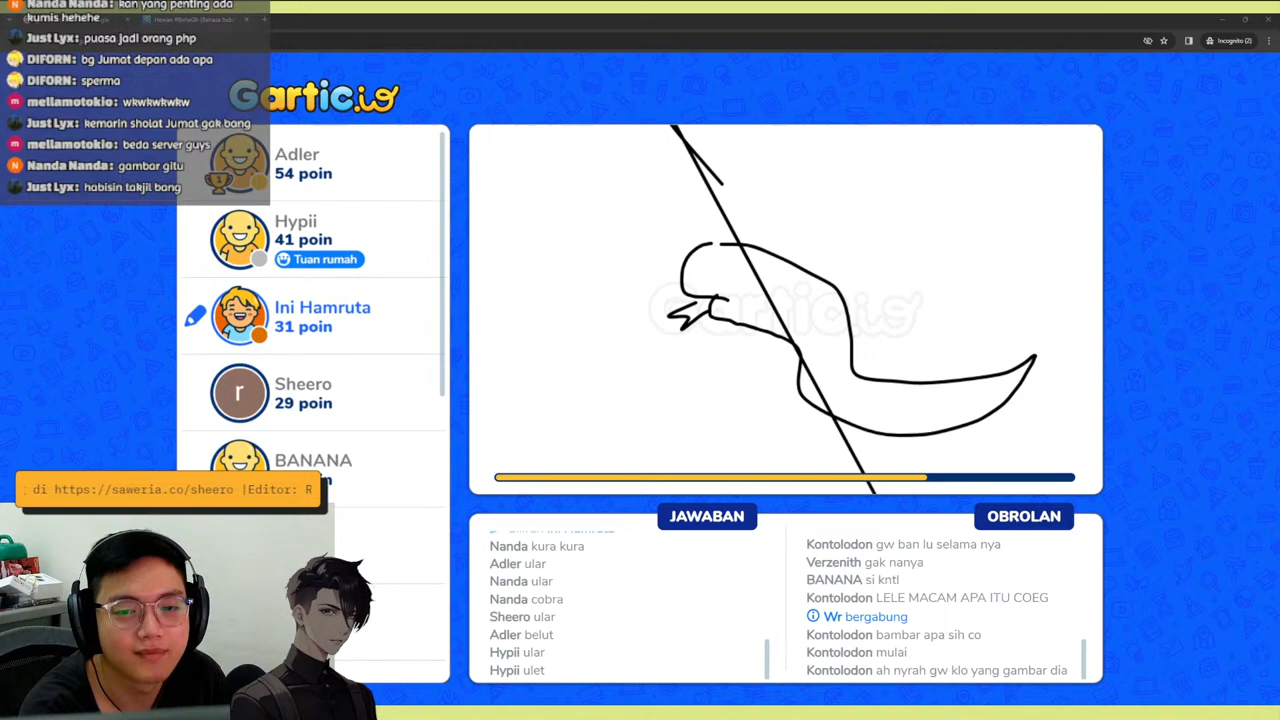 Nanda Nanda: kan yang penting ada
kumis hehehe
Just Lyx: puasa jadi orang php
DIFORN: bg Jumat depan ada apa
DIFORN: sperma
mellamotokio: wkwkwkwkw
Just Lyx: kemarin sholat Jumat gak bang
mellamotokio: beda server guys
Nanda Nanda: gambar gitu
Just Lyx: habisin takjil bang
Incognito (2)
Gartic.io
Adler
54 poin
Hypii
41 poin
Tuan rumah
Ini Hamruta
31 poin
r
Sheero
29 poin
BANANA
di https://saweria.co/sheero |Editor: R
Gartic.io
JAWABAN
Nanda kura kura
Adler ular
Nanda ular
Nanda cobra
Sheero ular
Adler belut
Hypii ular
Hypii ulet
OBROLAN
Kontolodon gw ban lu selama nya
Verzenith gak nanya
BANANA si kntl
Kontolodon LELE MACAM APA ITU COEG
Wr bergabung
Kontolodon bambar apa sih co
Kontolodon mulai
Kontolodon ah nyrah gw klo yang gambar dia